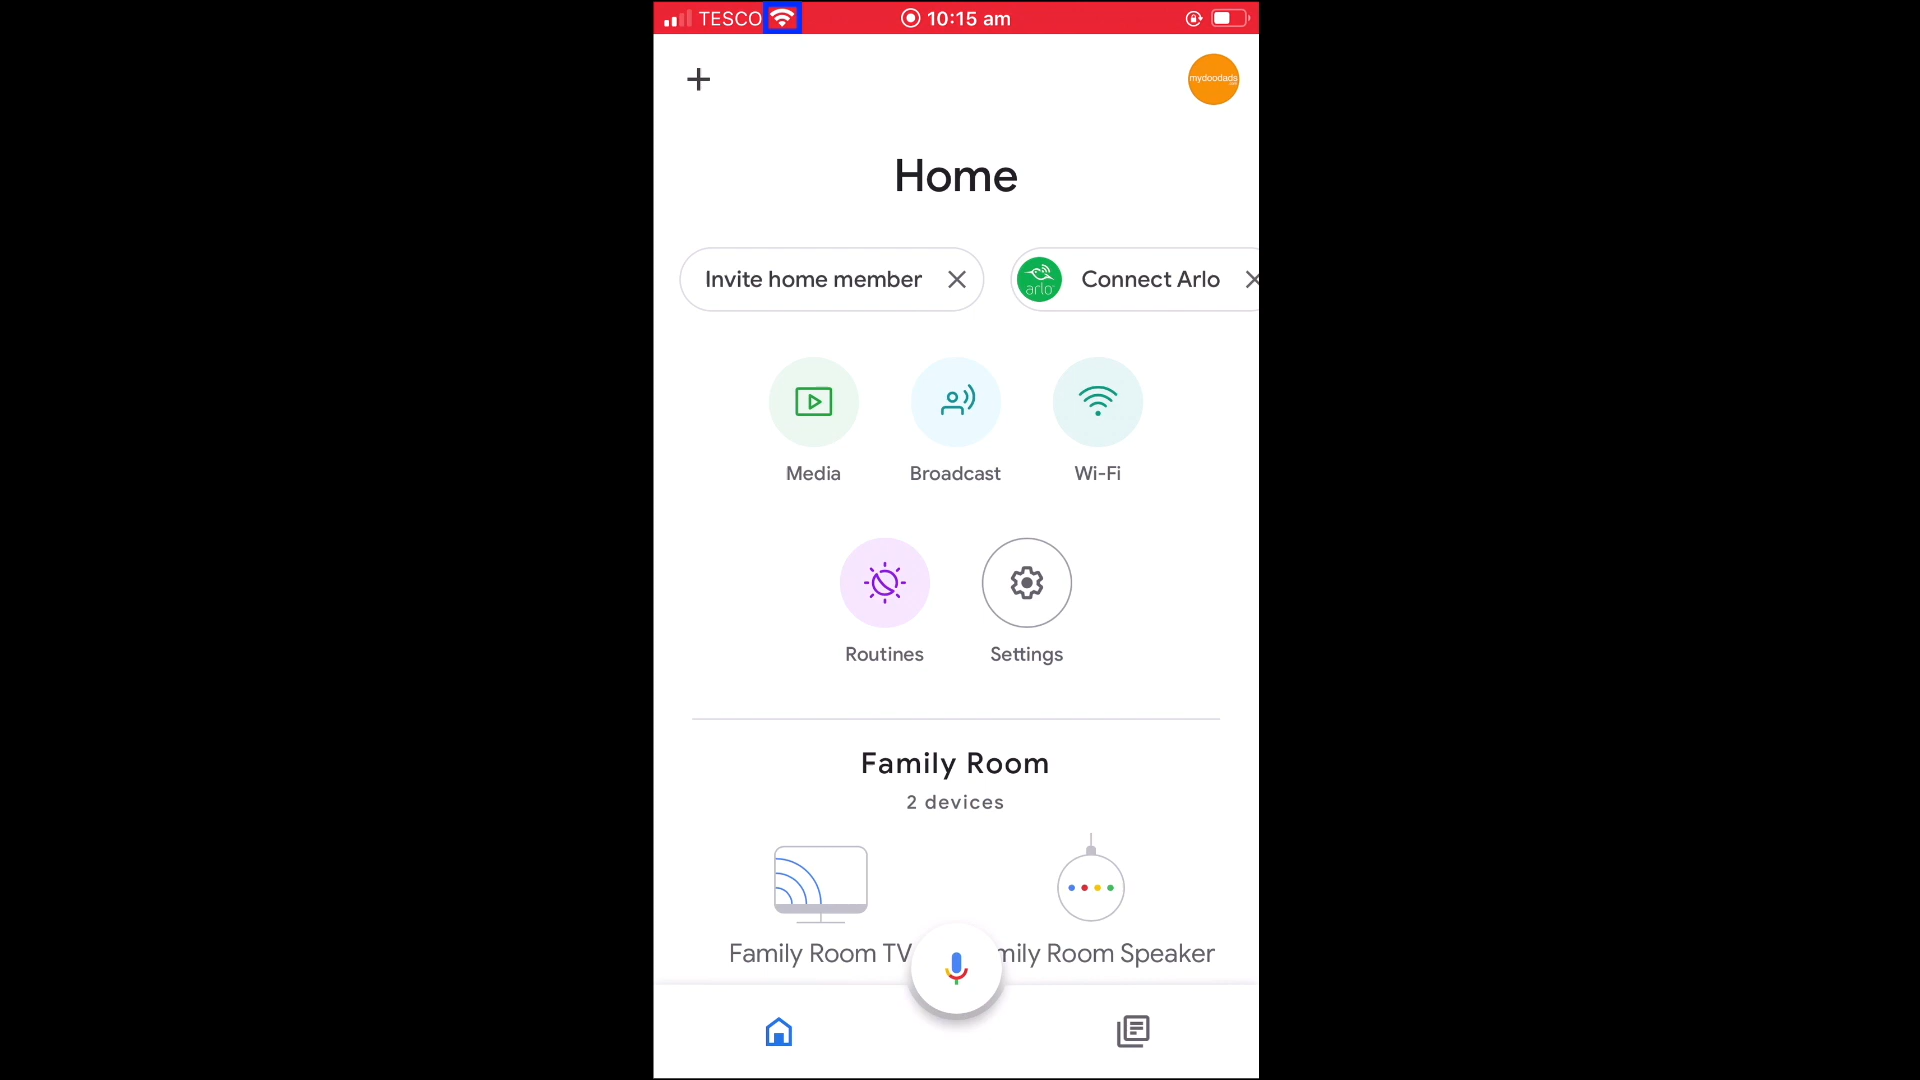 TESCO 10:15 am
mydoodads
Home
Invite home member
arlo Connect Arlo
Media Broadcast Wi-Fi
Routines Settings
Family Room
2 devices
Family Room TV mily Room Speaker